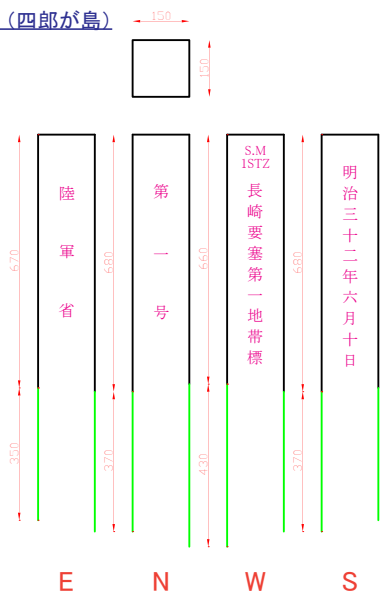 (四郎が島)
150
150
670
350
陸軍省
680
370
第一号
660
430
S.M
1STZ
長崎要塞第一地帯標
680
370
明治三十二年六月十日
E
N
W
S